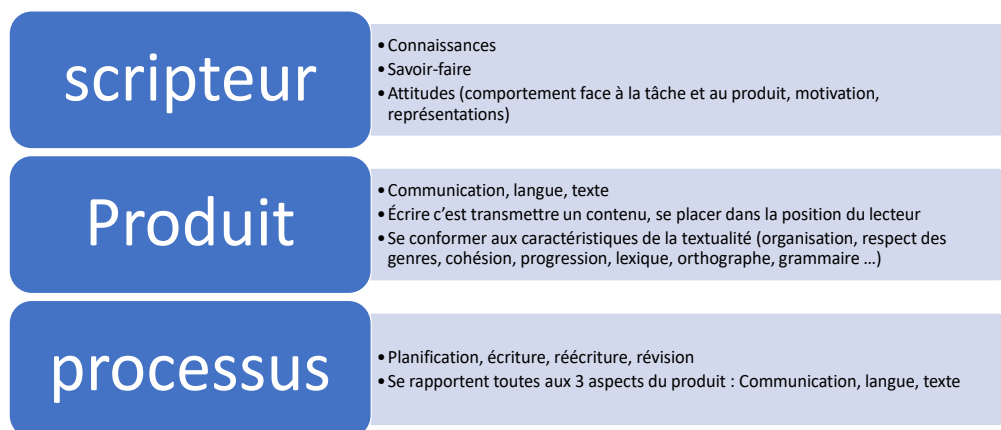 scripteur
•Connaissances
•Savoir-faire
•Attitudes (comportement face à la tâche et au produit, motivation,
représentations)
Produit
•Communication, langue, texte
•Écrire c'est transmettre un contenu, se placer dans la position du lecteur
•Se conformer aux caractéristiques de la textualité (organisation, respect des
genres, cohésion, progression, lexique, orthographe, grammaire …)
processus
•Planification, écriture, réécriture, révision
•Se rapportent toutes aux 3 aspects du produit : Communication, langue, texte